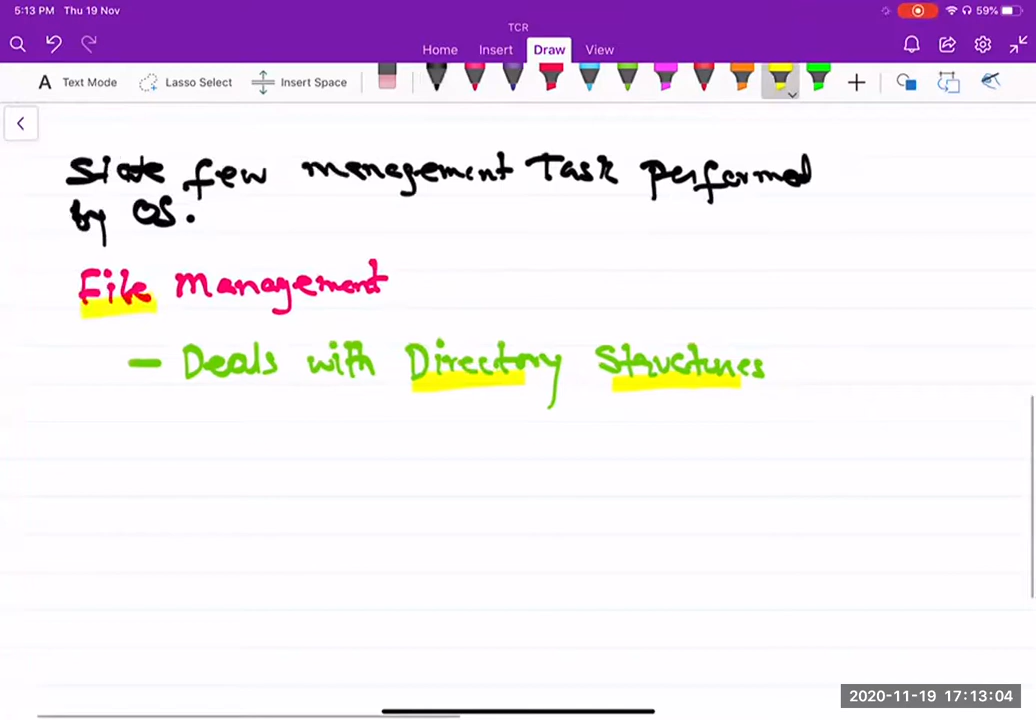 5:13 PM Thu 19 Nov
59%
TCR
Home Insert Draw View
A Text Mode Lasso Select Insert Space
State few management Task performed
by OS.
File Management
— Deals with Directory Structures
2020-11-19 17:13:04